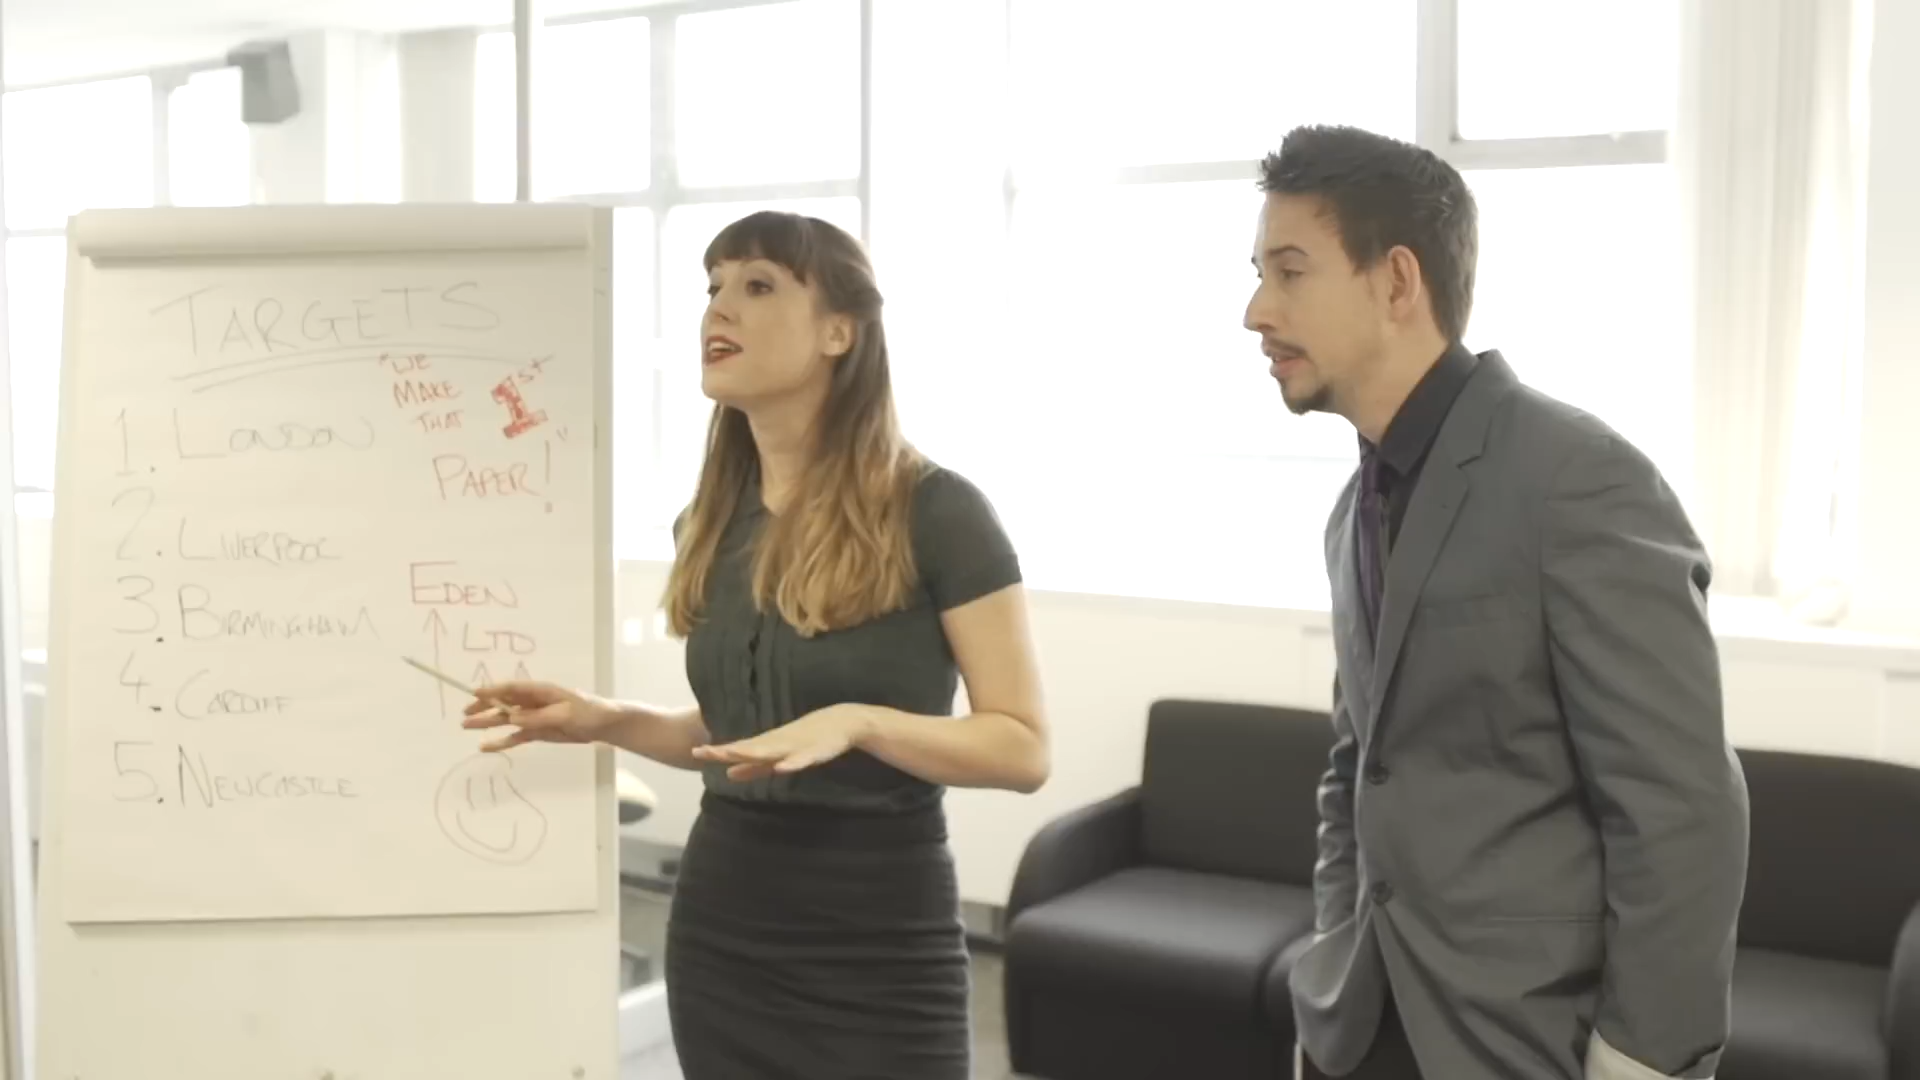 TARGETS
"WE
MAKE
THAT 1st
PAPER!"
1. LONDON
2. LIVERPOOL
3. BIRMINGHAM
4. CARDIFF
5. NEWCASTLE
EDEN
LTD